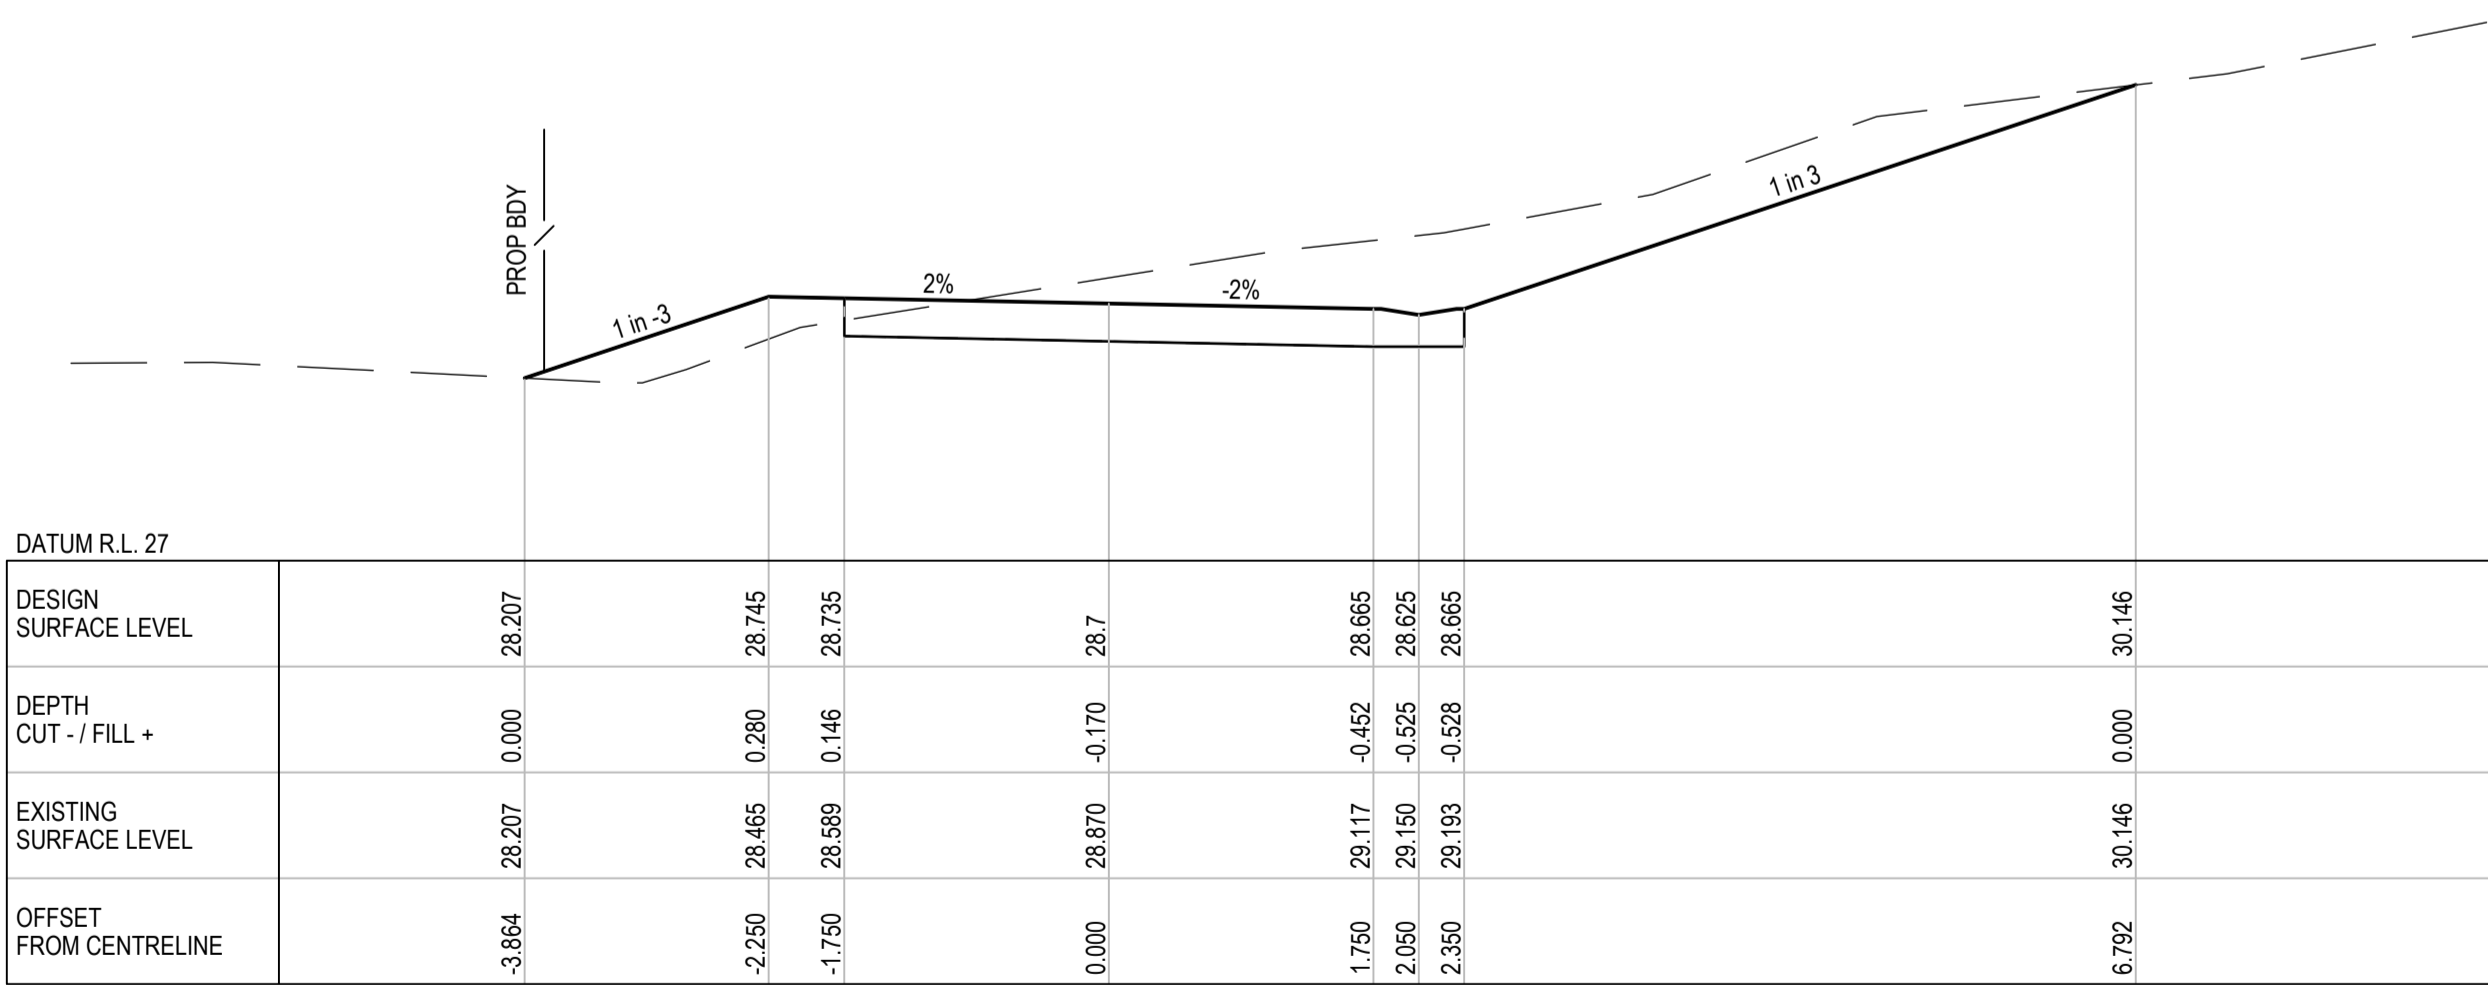 PROP BDY
1 in -3
2%
-2%
1 in 3
DATUM R.L. 27
DESIGN
SURFACE LEVEL
28.207
28.745
28.735
28.7
28.665
28.625
28.665
30.146
DEPTH
CUT - / FILL +
0.000
0.280
0.146
-0.170
-0.452
-0.525
-0.528
0.000
EXISTING
SURFACE LEVEL
28.207
28.465
28.589
28.870
29.117
29.150
29.193
30.146
OFFSET
FROM CENTRELINE
-3.864
-2.250
-1.750
0.000
1.750
2.050
2.350
6.792